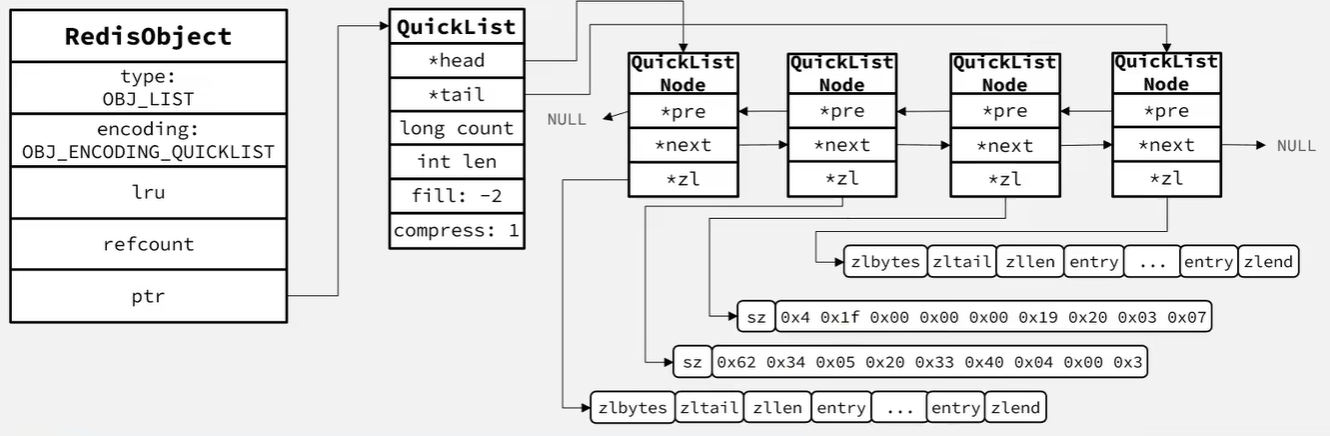 RedisObject
type:
OBJ_LIST
encoding:
OBJ_ENCODING_QUICKLIST
lru
refcount
ptr
QuickList
*head
*tail
long count
int len
fill: -2
compress: 1
NULL
QuickList
Node
*pre
*next
*zl
QuickList
Node
*pre
*next
*zl
QuickList
Node
*pre
*next
*zl
QuickList
Node
*pre
*next
*zl
NULL
zlbytes zltail zllen entry ... entry zlend
sz 0x4 0x1f 0x00 0x00 0x00 0x19 0x20 0x03 0x07
sz 0x62 0x34 0x05 0x20 0x33 0x40 0x04 0x00 0x3
zlbytes zltail zllen entry ... entry zlend